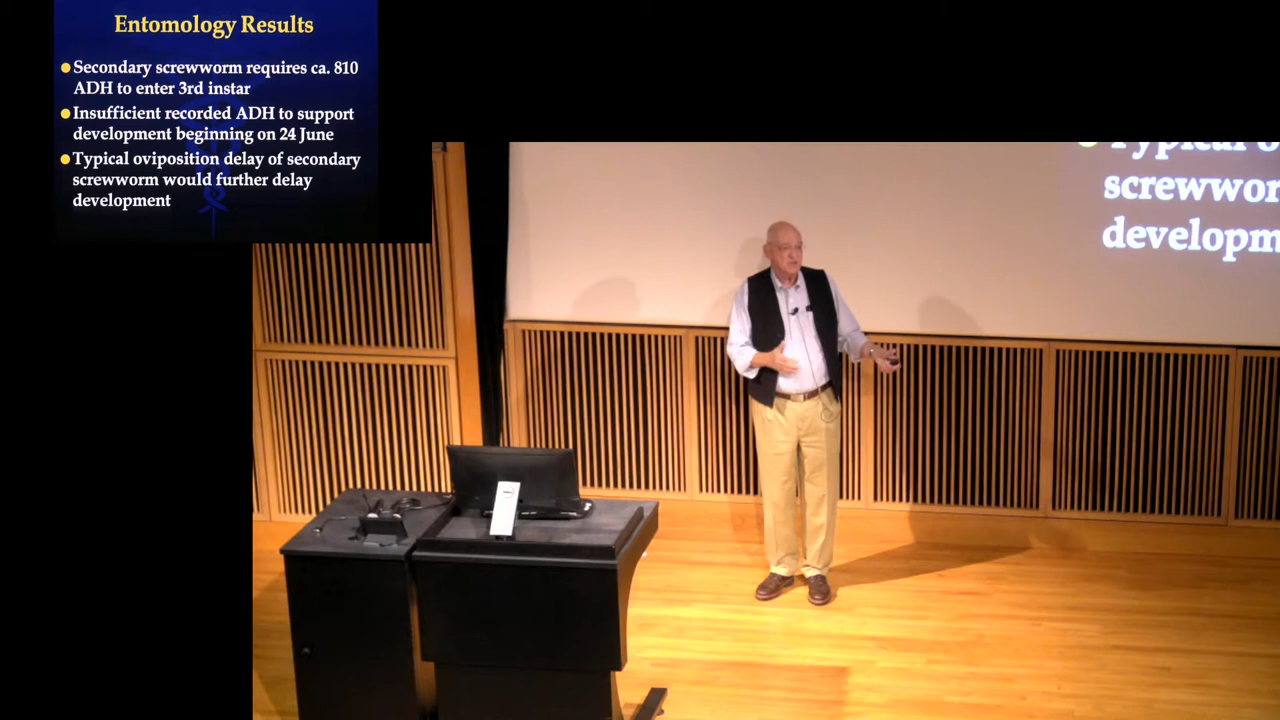 Entomology Results
Secondary screwworm requires ca. 810
ADH to enter 3rd instar
Insufficient recorded ADH to support
development beginning on 24 June
Typical oviposition delay of secondary
screwworm would further delay
development
Typical o
screwwor
developm